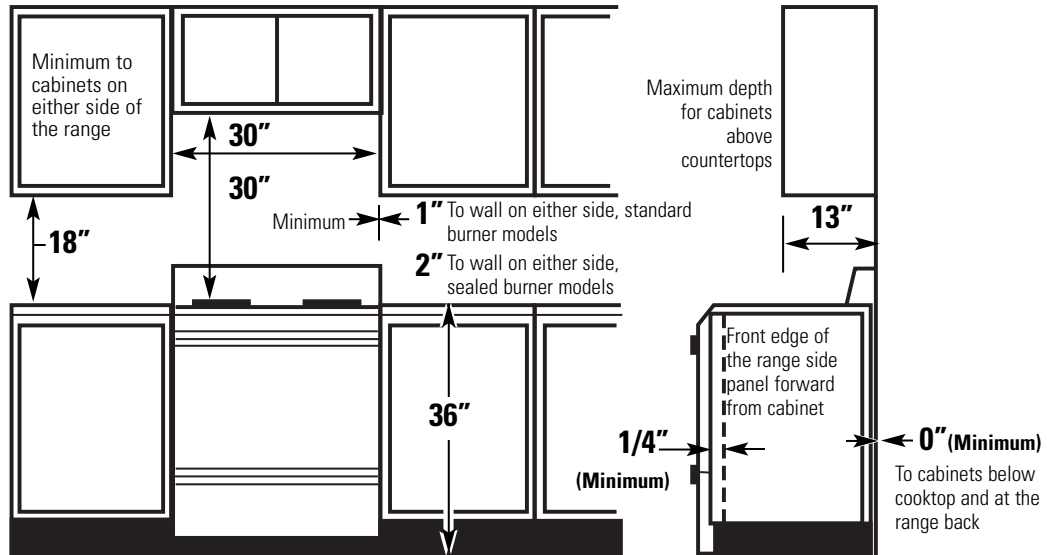 Minimum to
cabinets on
either side of
the range
30″
30″
18″
Minimum
1″ To wall on either side, standard
burner models
2″ To wall on either side,
sealed burner models
36″
Maximum depth
for cabinets
above
countertops
13″
Front edge of
the range side
panel forward
from cabinet
1/4″
(Minimum)
0″ (Minimum)
To cabinets below
cooktop and at the
range back